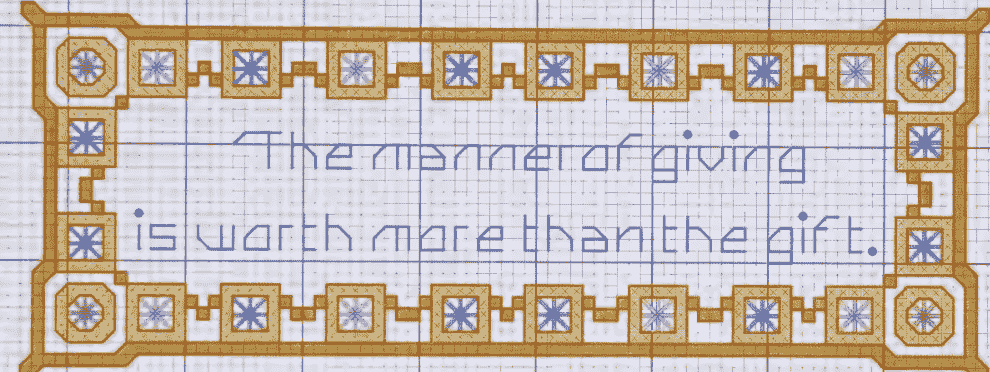 The manner of giving
is worth more than the gift.